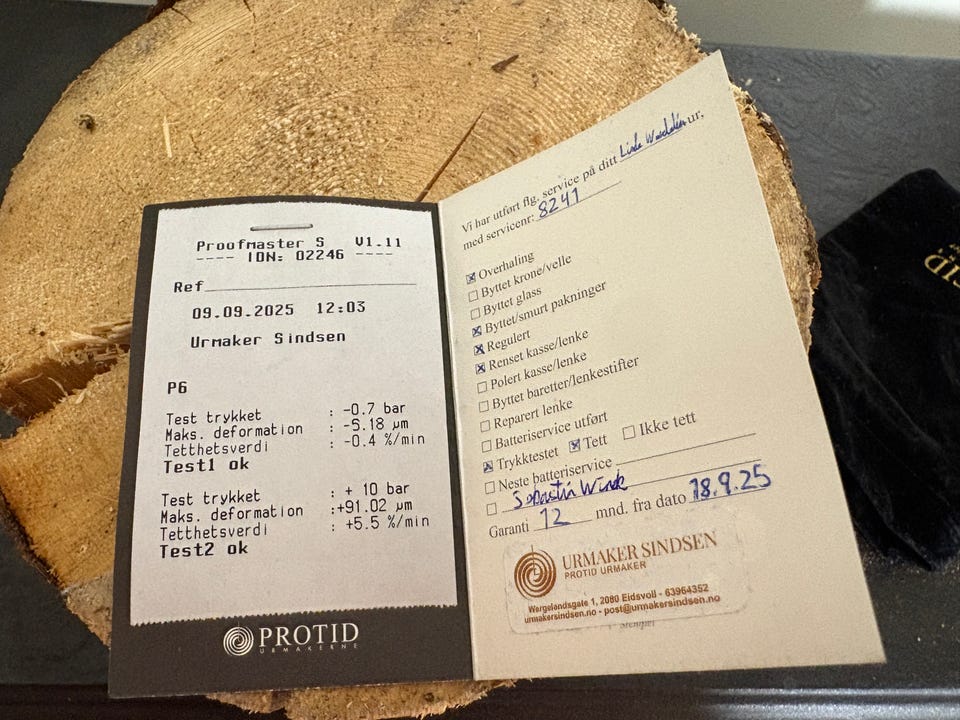 Proofmaster S V1.11
---- IDN: 02246 ----
Ref
09.09.2025 12:03
Urmaker Sindsen
P6
Test trykket : -0.7 bar
Maks. deformation : -5.18 µm
Tetthetsverdi : -0.4 %/min
Test1 ok
Test trykket : + 10 bar
Maks. deformation :+91.02 µm
Tetthetsverdi : +5.5 %/min
Test2 ok
PROTID
URMAKERNE
Vi har utført flg. service på ditt Linde Werdelin ur,
med servicenr: 8241
Overhaling
Byttet krone/velle
Byttet glass
Byttet/smurt pakninger
Regulert
Renset kasse/lenke
Polert kasse/lenke
Byttet baretter/lenkestifter
Reparert lenke
Batteriservice utført
Trykktestet Tett Ikke tett
Neste batteriservice
Garanti 12 mnd. fra dato 18.9.25
URMAKER SINDSEN
PROTID URMAKER
Wergelandsgate 1, 2080 Eidsvoll - 63964352
urmakersindsen.no - post@urmakersindsen.no
Stempel